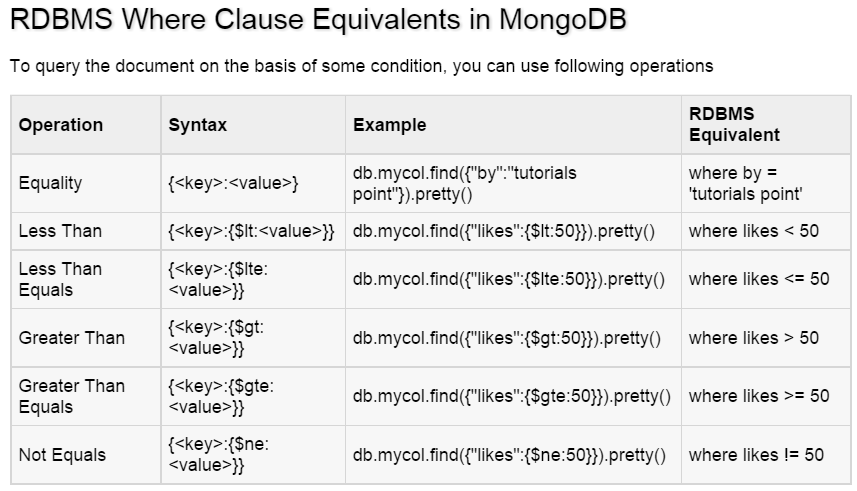 RDBMS Where Clause Equivalents in MongoDB
To query the document on the basis of some condition, you can use following operations
Operation Syntax Example RDBMS
Equivalent
Equality {<key>:<value>} db.mycol.find({"by":"tutorials
point"}).pretty() where by =
'tutorials point'
Less Than {<key>:{$lt:<value>}} db.mycol.find({"likes":{$lt:50}}).pretty() where likes < 50
Less Than
Equals {<key>:{$lte:
<value>}} db.mycol.find({"likes":{$lte:50}}).pretty() where likes <= 50
Greater Than {<key>:{$gt:
<value>}} db.mycol.find({"likes":{$gt:50}}).pretty() where likes > 50
Greater Than
Equals {<key>:{$gte:
<value>}} db.mycol.find({"likes":{$gte:50}}).pretty() where likes >= 50
Not Equals {<key>:{$ne:
<value>}} db.mycol.find({"likes":{$ne:50}}).pretty() where likes != 50